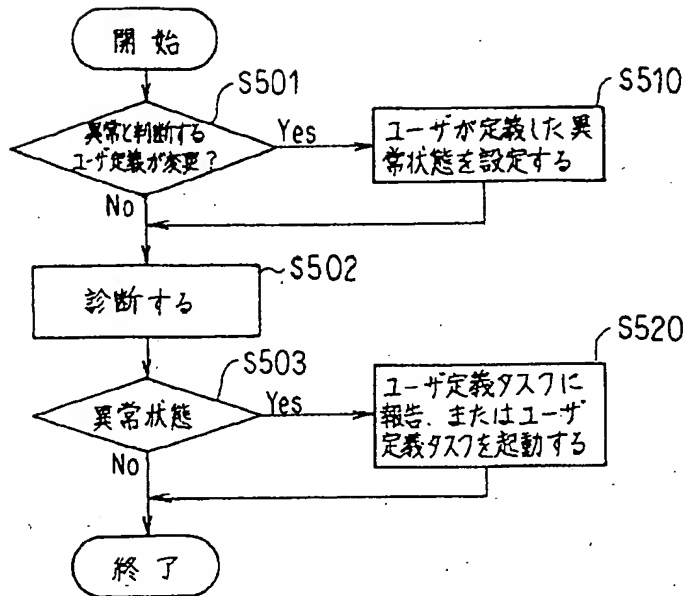 開始
S501
異常と判断する
ユーザ定義が変更?
Yes
No
S510
ユーザが定義した異
常状態を設定する
S502
診断する
S503
異常状態
Yes
No
S520
ユーザ定義タスクに
報告、またはユーザ
定義タスクを起動する
終了